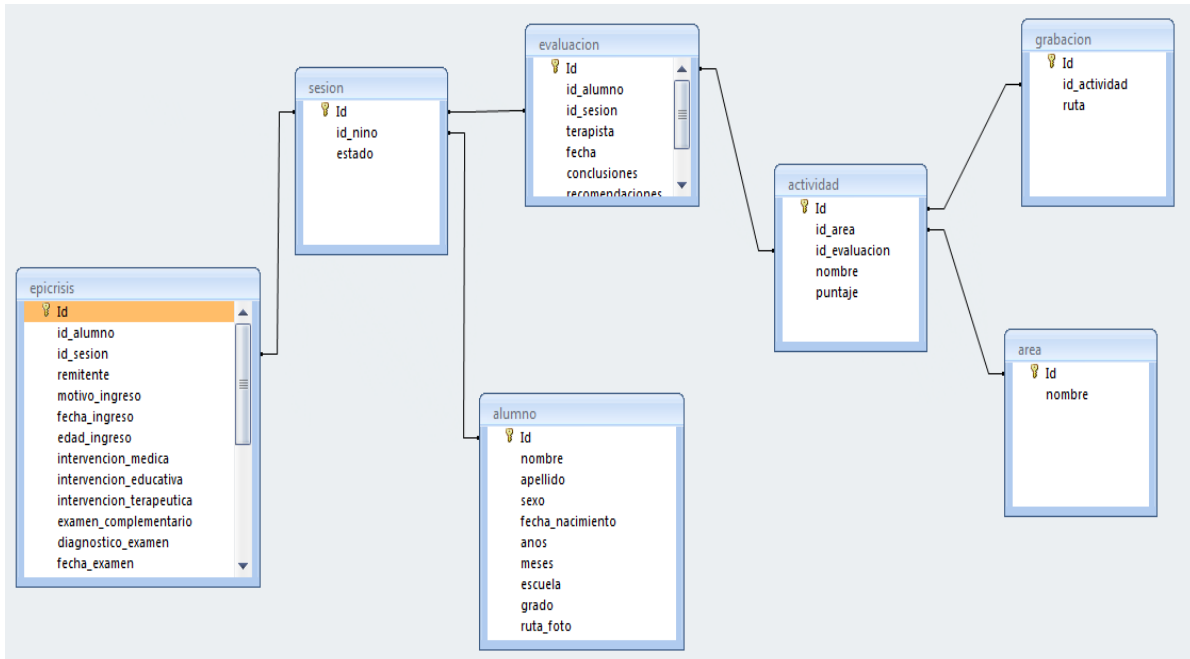 evaluacion
Id
id_alumno
id_sesion
terapista
fecha
conclusiones
recomendaciones
grabacion
Id
id_actividad
ruta
sesion
Id
id_nino
estado
actividad
Id
id_area
id_evaluacion
nombre
puntaje
epicrisis
Id
id_alumno
id_sesion
remitente
motivo_ingreso
fecha_ingreso
edad_ingreso
intervencion_medica
intervencion_educativa
intervencion_terapeutica
examen_complementario
diagnostico_examen
fecha_examen
area
Id
nombre
alumno
Id
nombre
apellido
sexo
fecha_nacimiento
anos
meses
escuela
grado
ruta_foto